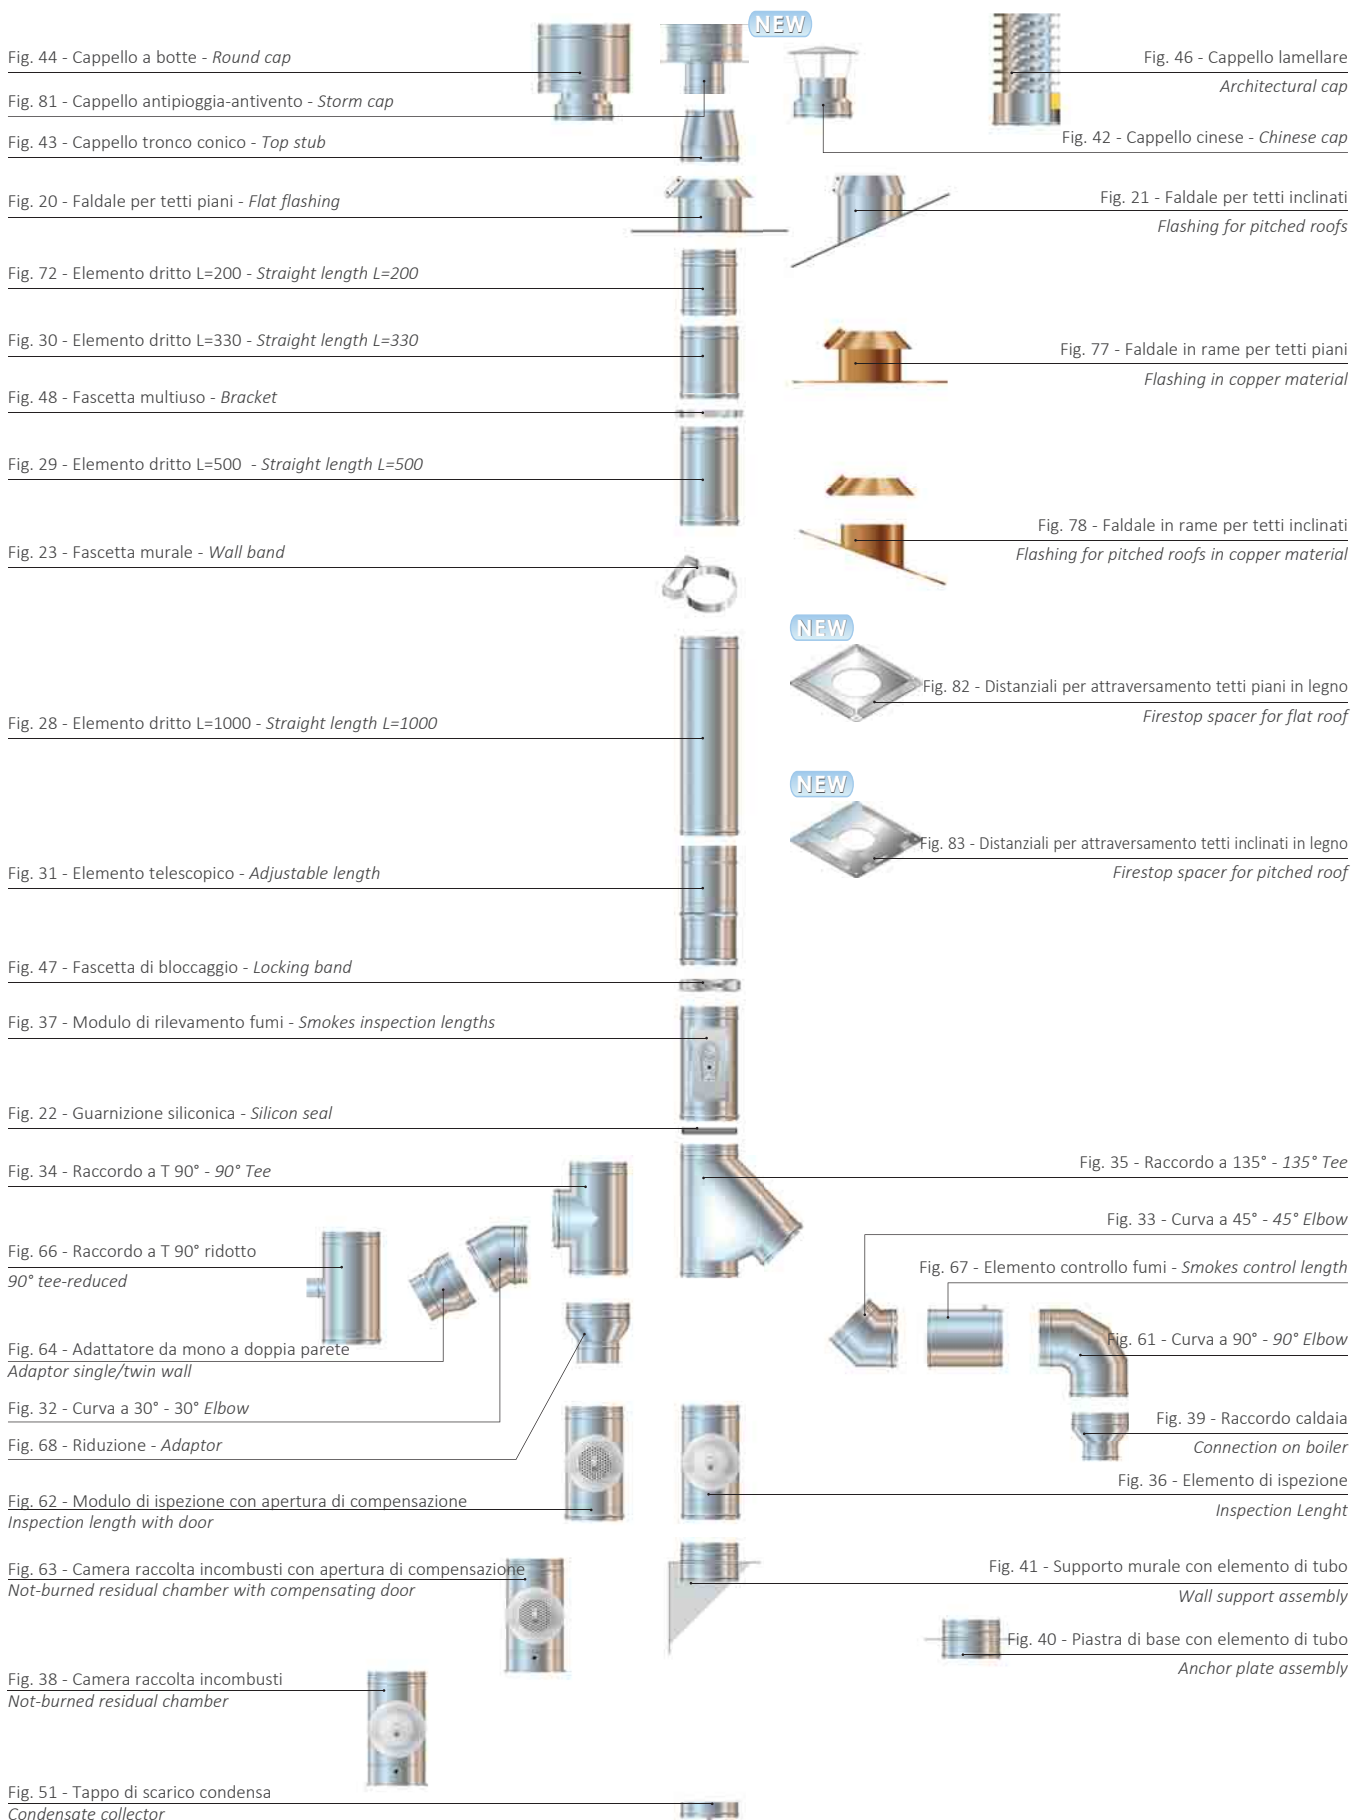 NEW
Fig. 44 - Cappello a botte - Round cap
Fig. 81 - Cappello antipioggia-antivento - Storm cap
Fig. 43 - Cappello tronco conico - Top stub
Fig. 20 - Faldale per tetti piani - Flat flashing
Fig. 72 - Elemento dritto L=200 - Straight length L=200
Fig. 30 - Elemento dritto L=330 - Straight length L=330
Fig. 48 - Fascetta multiuso - Bracket
Fig. 29 - Elemento dritto L=500 - Straight length L=500
Fig. 23 - Fascetta murale - Wall band
Fig. 28 - Elemento dritto L=1000 - Straight length L=1000
Fig. 31 - Elemento telescopico - Adjustable length
Fig. 47 - Fascetta di bloccaggio - Locking band
Fig. 37 - Modulo di rilevamento fumi - Smokes inspection lengths
Fig. 22 - Guarnizione siliconica - Silicon seal
Fig. 34 - Raccordo a T 90° - 90° Tee
Fig. 66 - Raccordo a T 90° ridotto
90° tee-reduced
Fig. 64 - Adattatore da mono a doppia parete
Adaptor single/twin wall
Fig. 32 - Curva a 30° - 30° Elbow
Fig. 68 - Riduzione - Adaptor
Fig. 62 - Modulo di ispezione con apertura di compensazione
Inspection length with door
Fig. 63 - Camera raccolta incombusti con apertura di compensazione
Not-burned residual chamber with compensating door
Fig. 38 - Camera raccolta incombusti
Not-burned residual chamber
Fig. 51 - Tappo di scarico condensa
Condensate collector
Fig. 46 - Cappello lamellare
Architectural cap
Fig. 42 - Cappello cinese - Chinese cap
Fig. 21 - Faldale per tetti inclinati
Flashing for pitched roofs
Fig. 77 - Faldale in rame per tetti piani
Flashing in copper material
Fig. 78 - Faldale in rame per tetti inclinati
Flashing for pitched roofs in copper material
NEW
Fig. 82 - Distanziali per attraversamento tetti piani in legno
Firestop spacer for flat roof
NEW
Fig. 83 - Distanziali per attraversamento tetti inclinati in legno
Firestop spacer for pitched roof
Fig. 35 - Raccordo a 135° - 135° Tee
Fig. 33 - Curva a 45° - 45° Elbow
Fig. 67 - Elemento controllo fumi - Smokes control length
Fig. 61 - Curva a 90° - 90° Elbow
Fig. 39 - Raccordo caldaia
Connection on boiler
Fig. 36 - Elemento di ispezione
Inspection Lenght
Fig. 41 - Supporto murale con elemento di tubo
Wall support assembly
Fig. 40 - Piastra di base con elemento di tubo
Anchor plate assembly